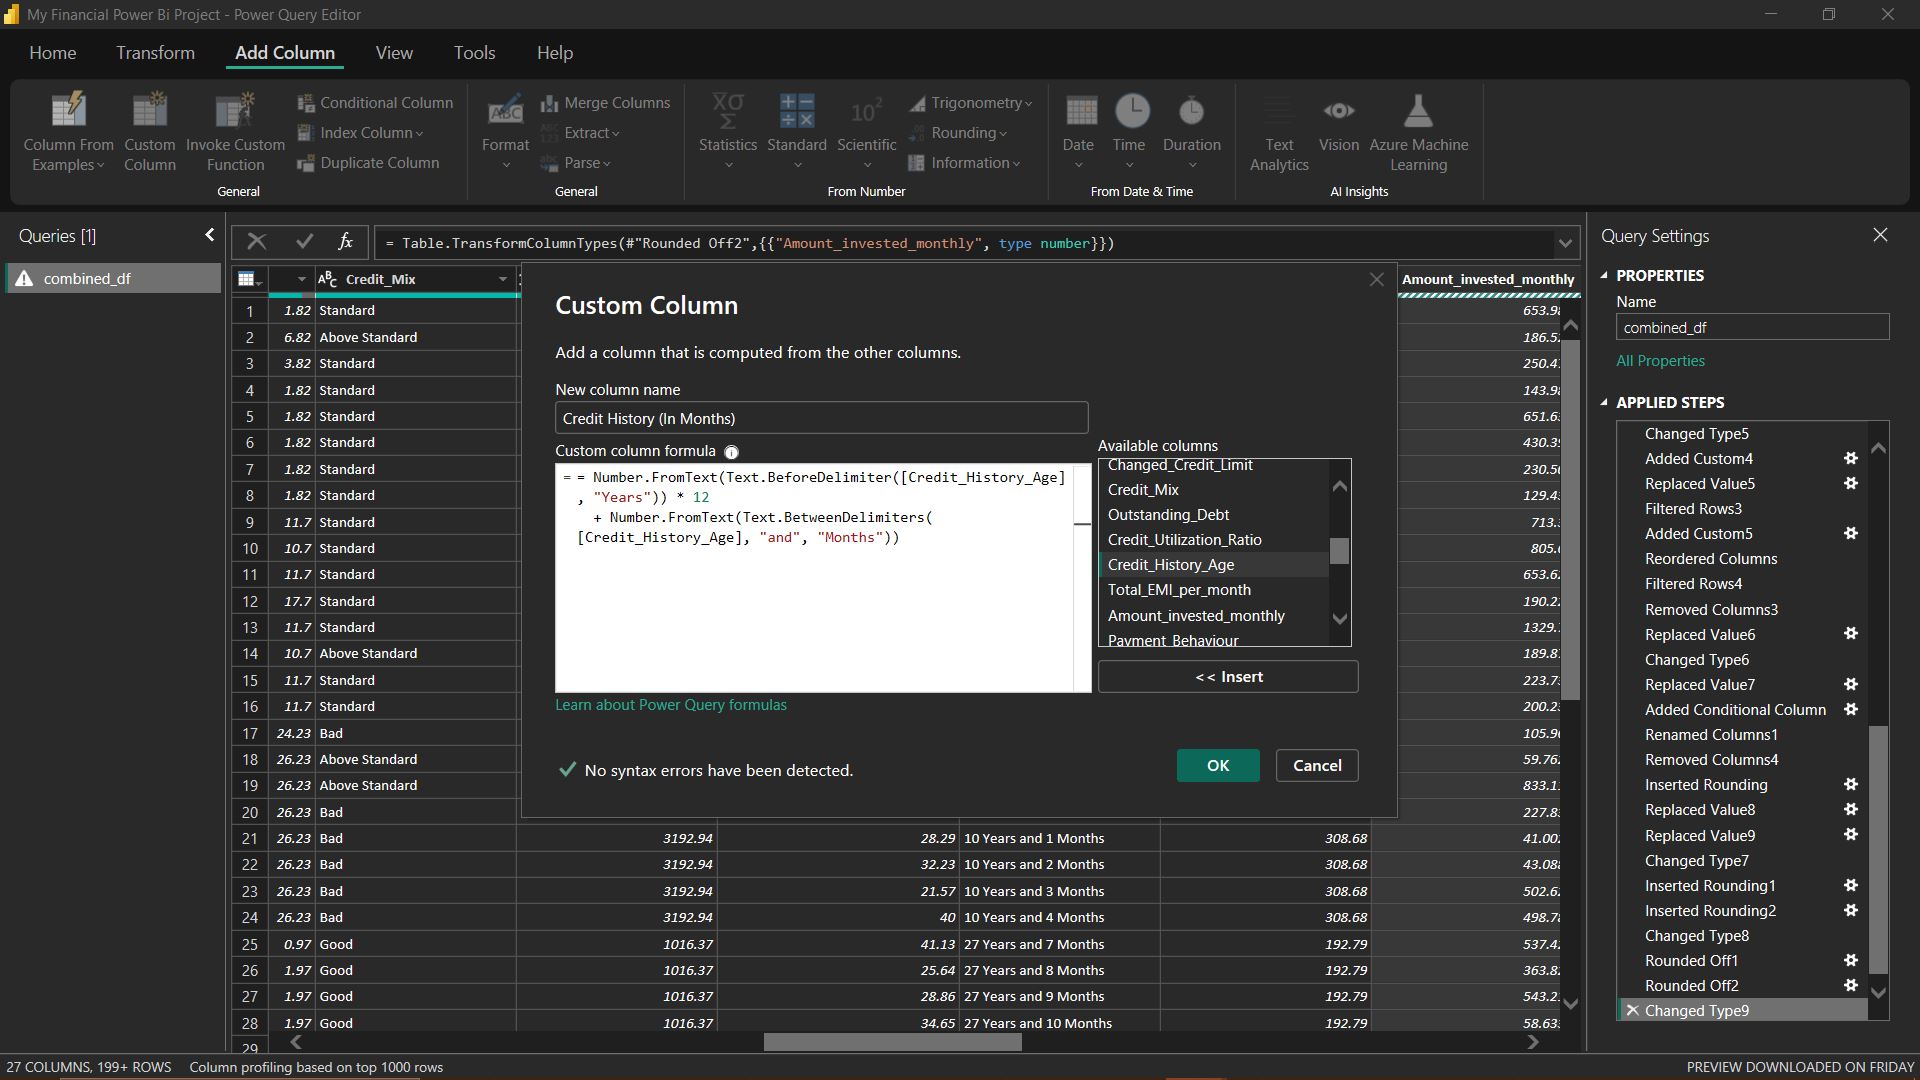 My Financial Power Bi Project - Power Query Editor
Home Transform Add Column View Tools Help
Column From Examples
Custom Column
Invoke Custom Function
Conditional Column
Index Column
Duplicate Column
General
Format
ABC
Merge Columns
ABC 123 Extract
abc Parse
General
XΣ
Statistics
Standard
10²
Scientific
Trigonometry
.00 Rounding
Information
From Number
Date
Time
Duration
From Date & Time
Text Analytics
Vision
Azure Machine Learning
AI Insights
Queries [1]
combined_df
fx = Table.TransformColumnTypes(#"Rounded Off2",{{"Amount_invested_monthly", type number}})
ABC Credit_Mix Amount_invested_monthly
1 1.82 Standard 653.98
2 6.82 Above Standard 186.5
3 3.82 Standard 250.4
4 1.82 Standard 143.9
5 1.82 Standard 651.6
6 1.82 Standard 430.3
7 1.82 Standard 230.5
8 1.82 Standard 129.4
9 11.7 Standard 713.
10 10.7 Standard 805.
11 11.7 Standard 653.6
12 17.7 Standard 190.2
13 11.7 Standard 1329.
14 10.7 Above Standard 189.8
15 11.7 Standard 223.7
16 11.7 Standard 200.2
17 24.23 Bad 105.9
18 26.23 Above Standard 59.76
19 26.23 Above Standard 833.1
20 26.23 Bad 227.8
21 26.23 Bad 3192.94 28.29 10 Years and 1 Months 308.68 41.00
22 26.23 Bad 3192.94 32.23 10 Years and 2 Months 308.68 43.08
23 26.23 Bad 3192.94 21.57 10 Years and 3 Months 308.68 502.6
24 26.23 Bad 3192.94 40 10 Years and 4 Months 308.68 498.7
25 0.97 Good 1016.37 41.13 27 Years and 7 Months 192.79 537.4
26 1.97 Good 1016.37 25.64 27 Years and 8 Months 192.79 363.8
27 1.97 Good 1016.37 28.86 27 Years and 9 Months 192.79 543.2
28 1.97 Good 1016.37 34.65 27 Years and 10 Months 192.79 58.63
29
Custom Column
Add a column that is computed from the other columns.
New column name
Credit History (In Months)
Custom column formula
= = Number.FromText(Text.BeforeDelimiter([Credit_History_Age]
, "Years")) * 12
+ Number.FromText(Text.BetweenDelimiters(
[Credit_History_Age], "and", "Months"))
Learn about Power Query formulas
Available columns
Changed_Credit_Limit
Credit_Mix
Outstanding_Debt
Credit_Utilization_Ratio
Credit_History_Age
Total_EMI_per_month
Amount_invested_monthly
Payment_Behaviour
<< Insert
No syntax errors have been detected.
OK Cancel
Query Settings
PROPERTIES
Name
combined_df
All Properties
APPLIED STEPS
Changed Type5
Added Custom4
Replaced Value5
Filtered Rows3
Added Custom5
Reordered Columns
Filtered Rows4
Removed Columns3
Replaced Value6
Changed Type6
Replaced Value7
Added Conditional Column
Renamed Columns1
Removed Columns4
Inserted Rounding
Replaced Value8
Replaced Value9
Changed Type7
Inserted Rounding1
Inserted Rounding2
Changed Type8
Rounded Off1
Rounded Off2
Changed Type9
27 COLUMNS, 199+ ROWS Column profiling based on top 1000 rows
PREVIEW DOWNLOADED ON FRIDAY